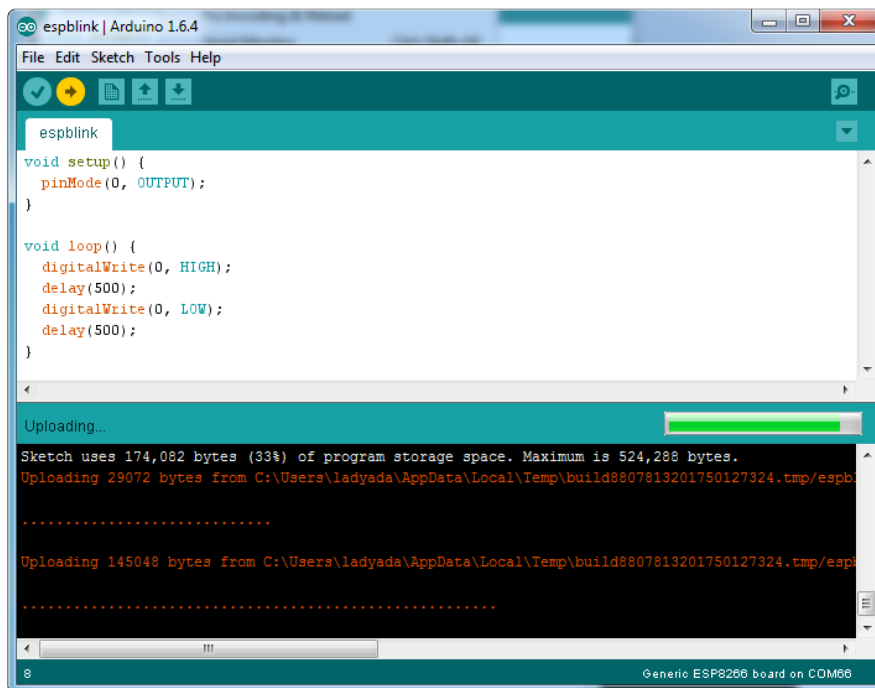 espblink | Arduino 1.6.4
File Edit Sketch Tools Help
espblink
void setup() {
  pinMode(0, OUTPUT);
}
void loop() {
  digitalWrite(0, HIGH);
  delay(500);
  digitalWrite(0, LOW);
  delay(500);
}
Uploading...
Sketch uses 174,082 bytes (33%) of program storage space. Maximum is 524,288 bytes.
Uploading 29072 bytes from C:\Users\ladyada\AppData\Local\Temp\build8807813201750127324.tmp/espbl
.............................
Uploading 145048 bytes from C:\Users\ladyada\AppData\Local\Temp\build8807813201750127324.tmp/espb
.......................................................
8
Generic ESP8266 board on COM66